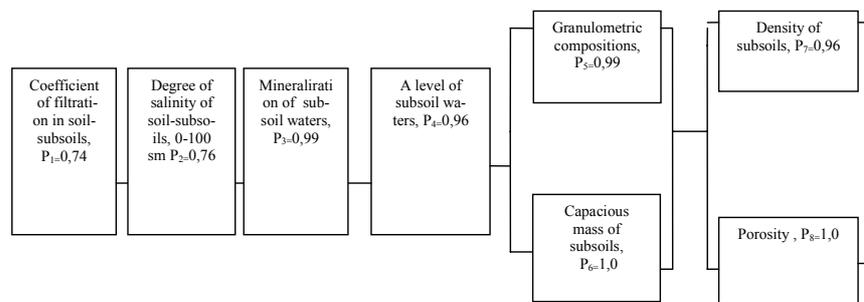 Coefficient
of filtrati-
on in soil-
subsoils,
P1=0,74
Degree of
salinity of
soil-subso-
ils, 0-100
sm P2=0,76
Mineralirati
on of sub-
soil waters,
P3=0,99
A level of
subsoil wa-
ters, P4=0,96
Granulometric
compositions,
P5=0,99
Capacious
mass of
subsoils,
P6=1,0
Density of
subsoils, P7=0,96
Porosity , P8=1,0